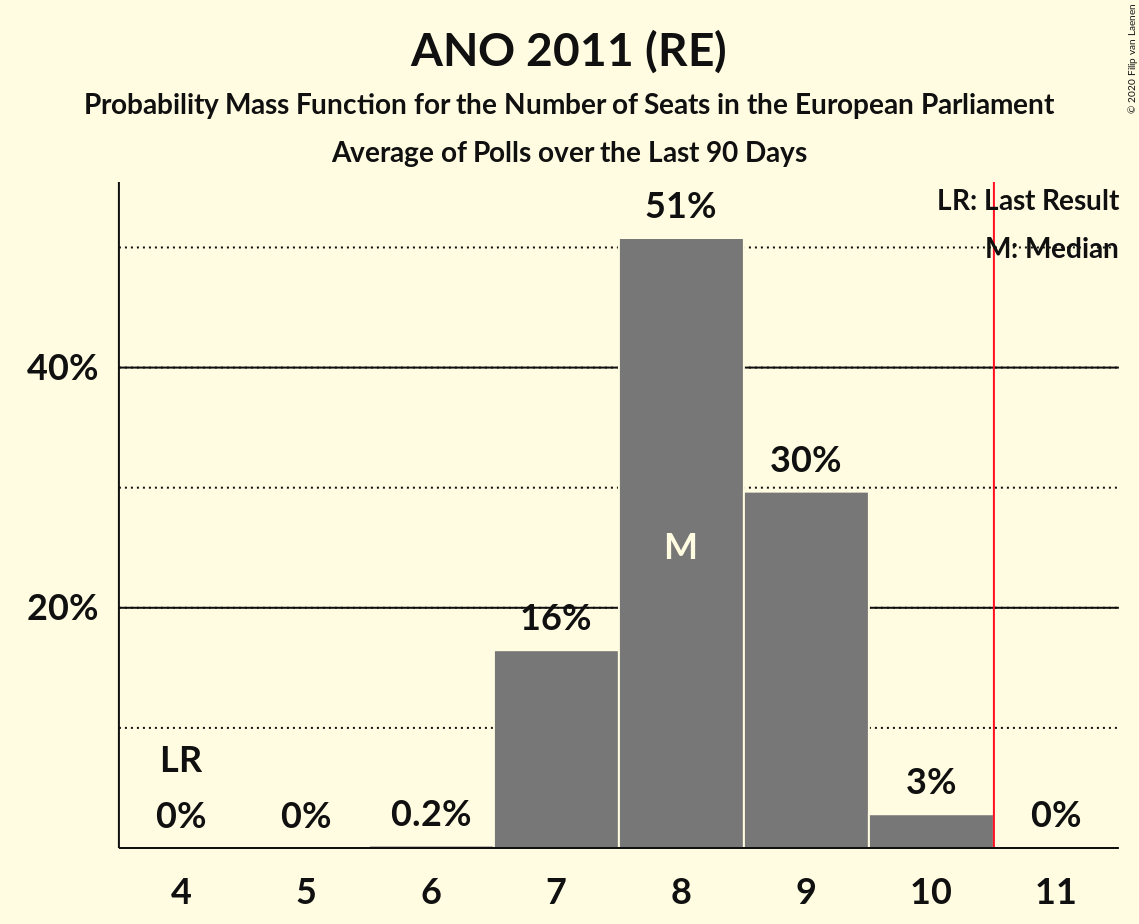 ANO 2011 (RE)
Probability Mass Function for the Number of Seats in the European Parliament
Average of Polls over the Last 90 Days
© 2020 Filip van Laenen
LR: Last Result
M: Median
51%
40%
30%
M
20%
16%
LR
0%
0%
0.2%
3%
0%
4
5
6
7
8
9
10
11